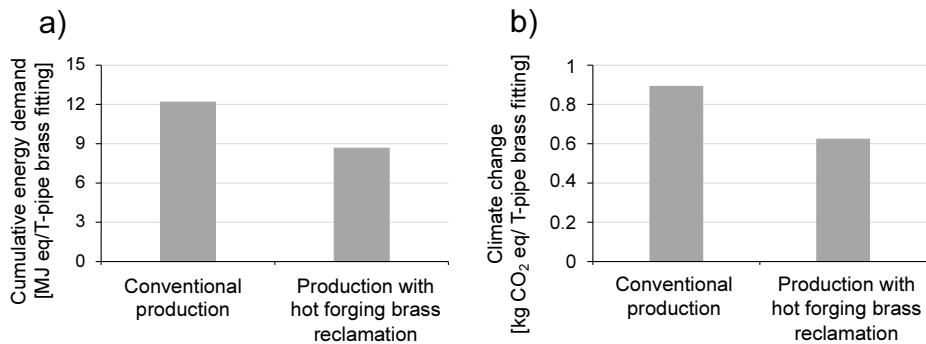 a)
Cumulative energy demand
[MJ eq/T-pipe brass fitting]
15
12
9
6
3
0
Conventional
production
Production with
hot forging brass
reclamation
b)
Climate change
[kg CO₂ eq/ T-pipe brass fitting]
1
0.8
0.6
0.4
0.2
0
Conventional
production
Production with
hot forging brass
reclamation